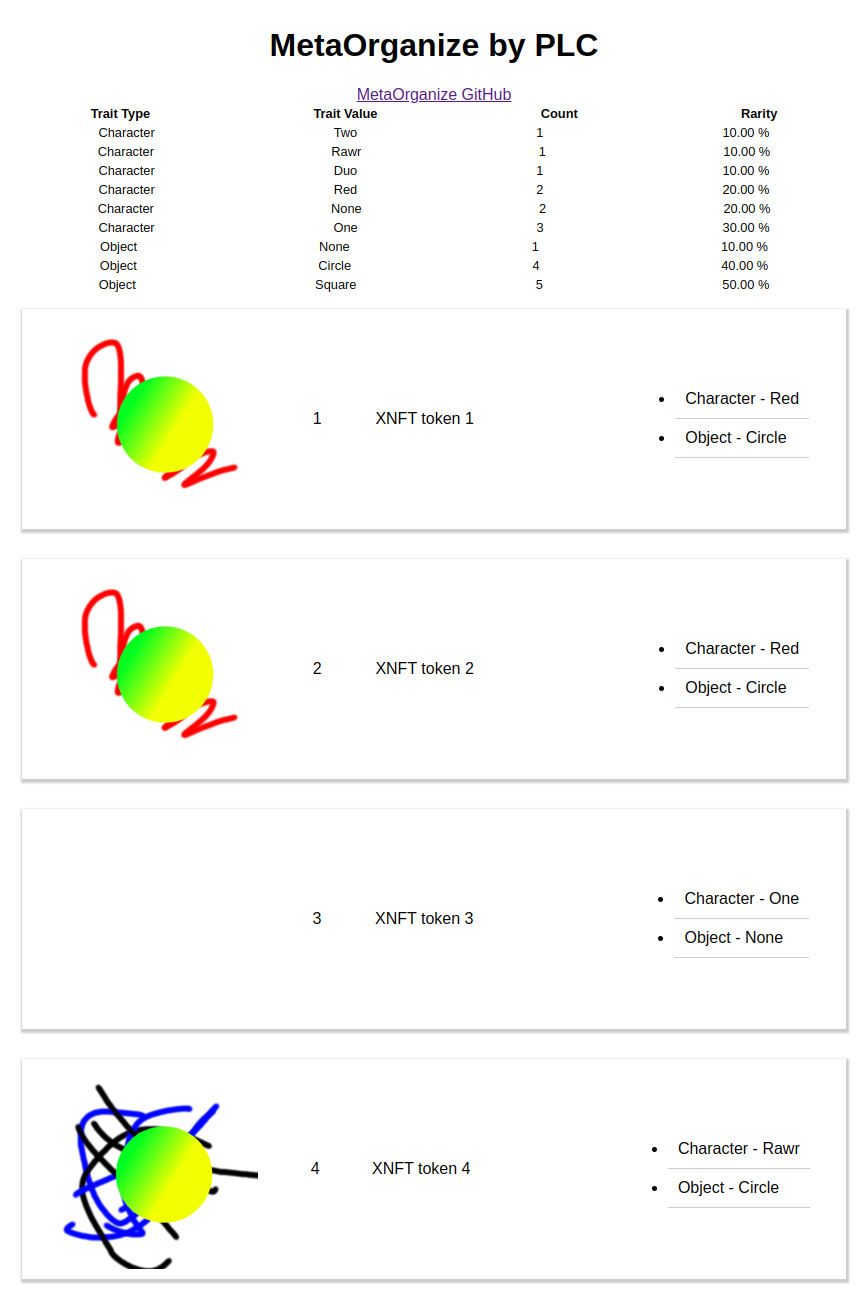 MetaOrganize by PLC
MetaOrganize GitHub
Trait Type Trait Value Count Rarity
Character Two 1 10.00 %
Character Rawr 1 10.00 %
Character Duo 1 10.00 %
Character Red 2 20.00 %
Character None 2 20.00 %
Character One 3 30.00 %
Object None 1 10.00 %
Object Circle 4 40.00 %
Object Square 5 50.00 %
1 XNFT token 1
Character - Red
Object - Circle
2 XNFT token 2
Character - Red
Object - Circle
3 XNFT token 3
Character - One
Object - None
4 XNFT token 4
Character - Rawr
Object - Circle